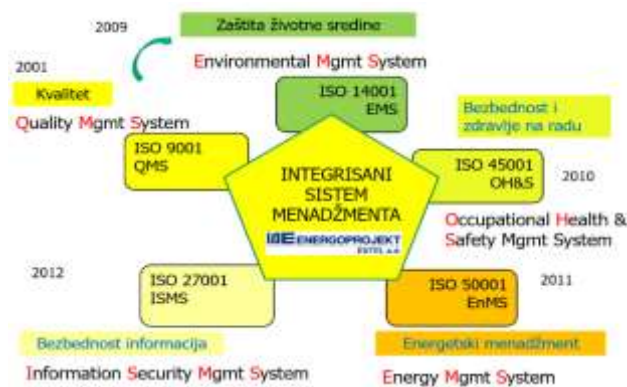 2009
Zaštita životne sredine
Environmental Mgmt System
2001
Kvalitet
Quality Mgmt System
ISO 14001
EMS
Bezbednost i
zdravlje na radu
ISO 9001
QMS
INTEGRISANI
SISTEM
MENADŽMENTA
ENERGOPROJEKT
ENTEL a.d.
ISO 45001
OH&S
2010
Occupational Health &
Safety Mgmt System
2012
ISO 27001
ISMS
ISO 50001
EnMS
2011
Bezbednost informacija
Information Security Mgmt System
Energetski menadžment
Energy Mgmt System